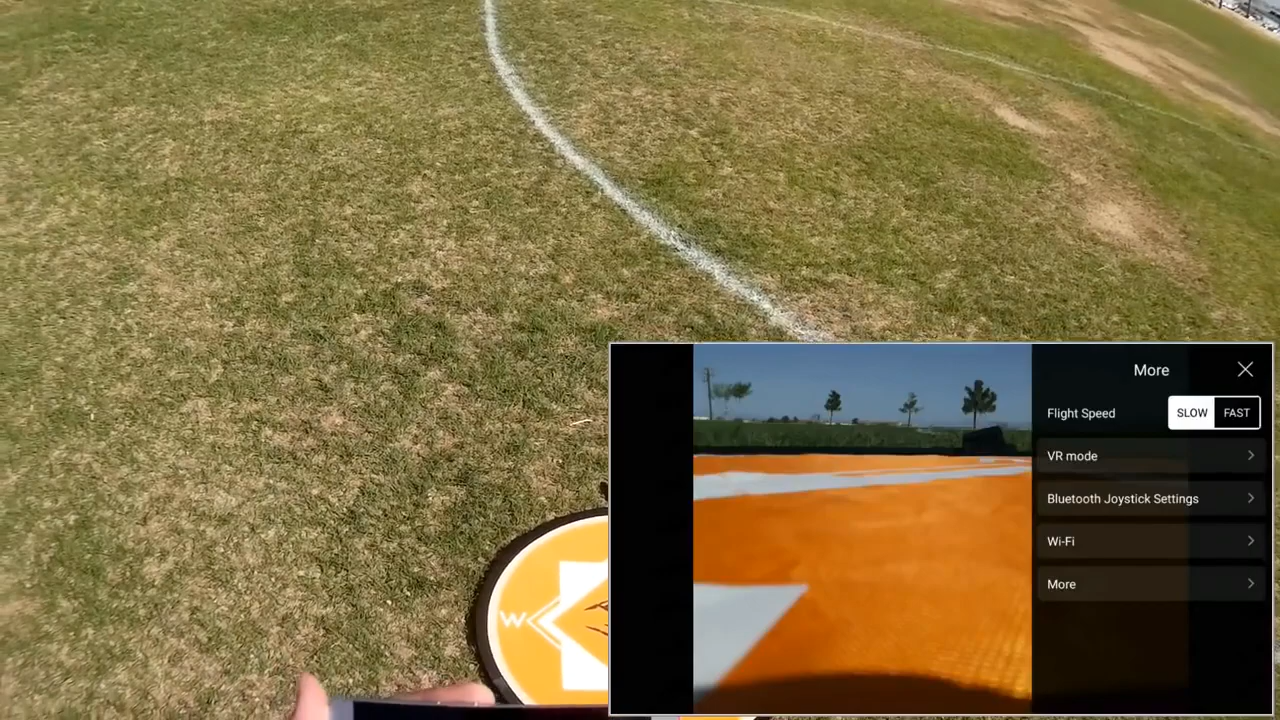 W
More
Flight Speed SLOW FAST
VR mode
Bluetooth Joystick Settings
Wi-Fi
More